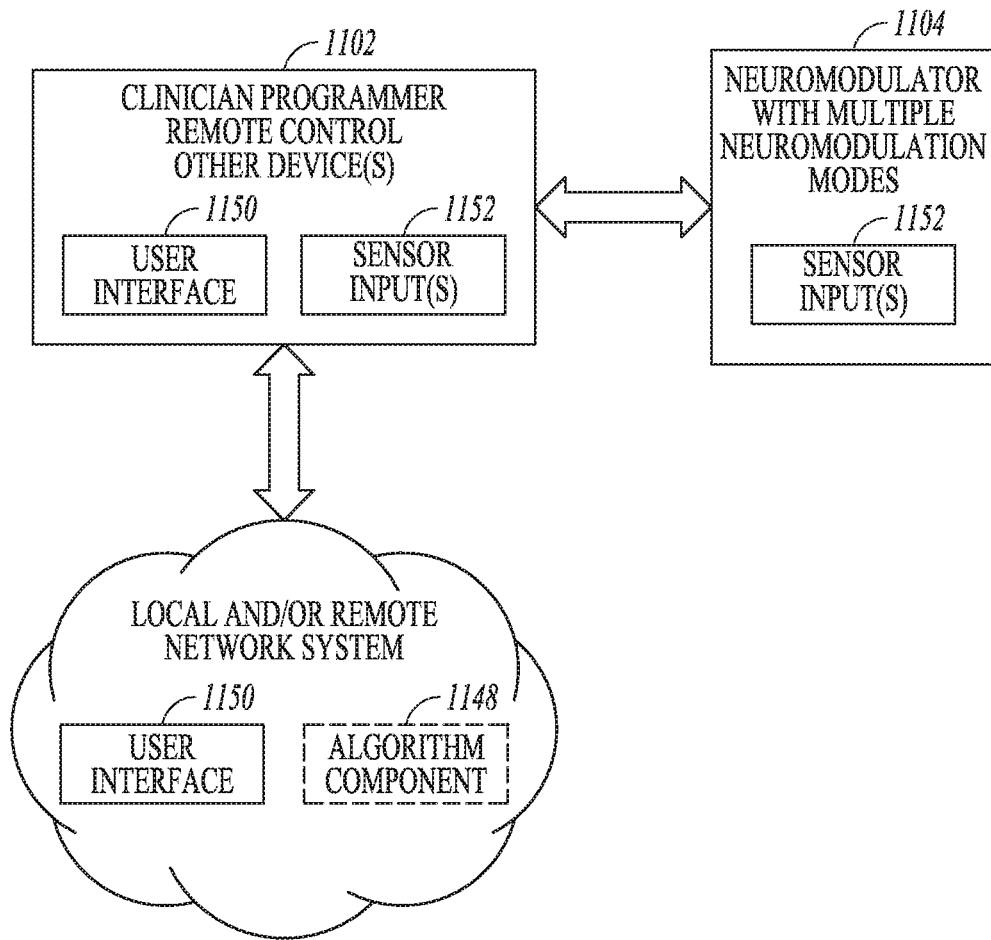 1102
CLINICIAN PROGRAMMER
REMOTE CONTROL
OTHER DEVICE(S)
1150
USER
INTERFACE
1152
SENSOR
INPUT(S)
1104
NEUROMODULATOR
WITH MULTIPLE
NEUROMODULATION
MODES
1152
SENSOR
INPUT(S)
LOCAL AND/OR REMOTE
NETWORK SYSTEM
1150
USER
INTERFACE
1148
ALGORITHM
COMPONENT